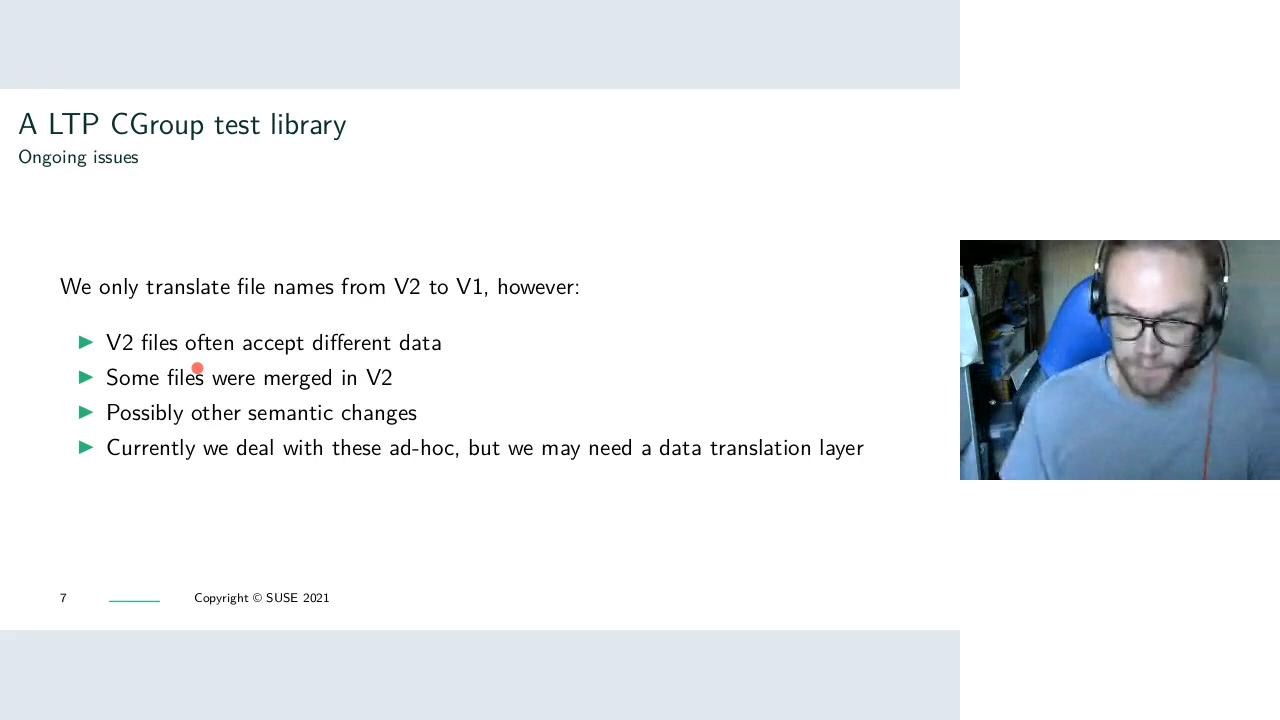 A LTP CGroup test library
Ongoing issues
We only translate file names from V2 to V1, however:
V2 files often accept different data
Some files were merged in V2
Possibly other semantic changes
Currently we deal with these ad-hoc, but we may need a data translation layer
7
Copyright © SUSE 2021